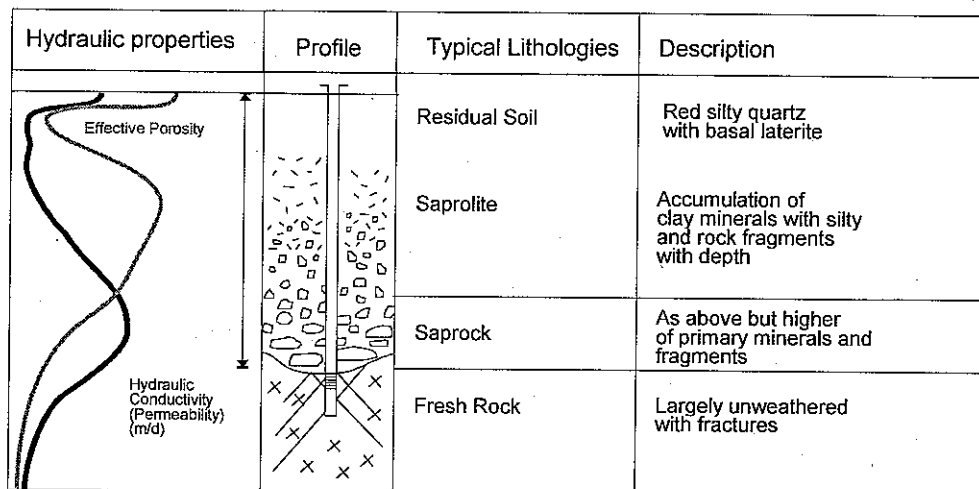 Hydraulic properties
Profile
Typical Lithologies
Description
Effective Porosity
Residual Soil
Red silty quartz
with basal laterite
Saprolite
Accumulation of
clay minerals with silty
and rock fragments
with depth
Saprock
As above but higher
of primary minerals and
fragments
Hydraulic
Conductivity
(Permeability)
(m/d)
Fresh Rock
Largely unweathered
with fractures